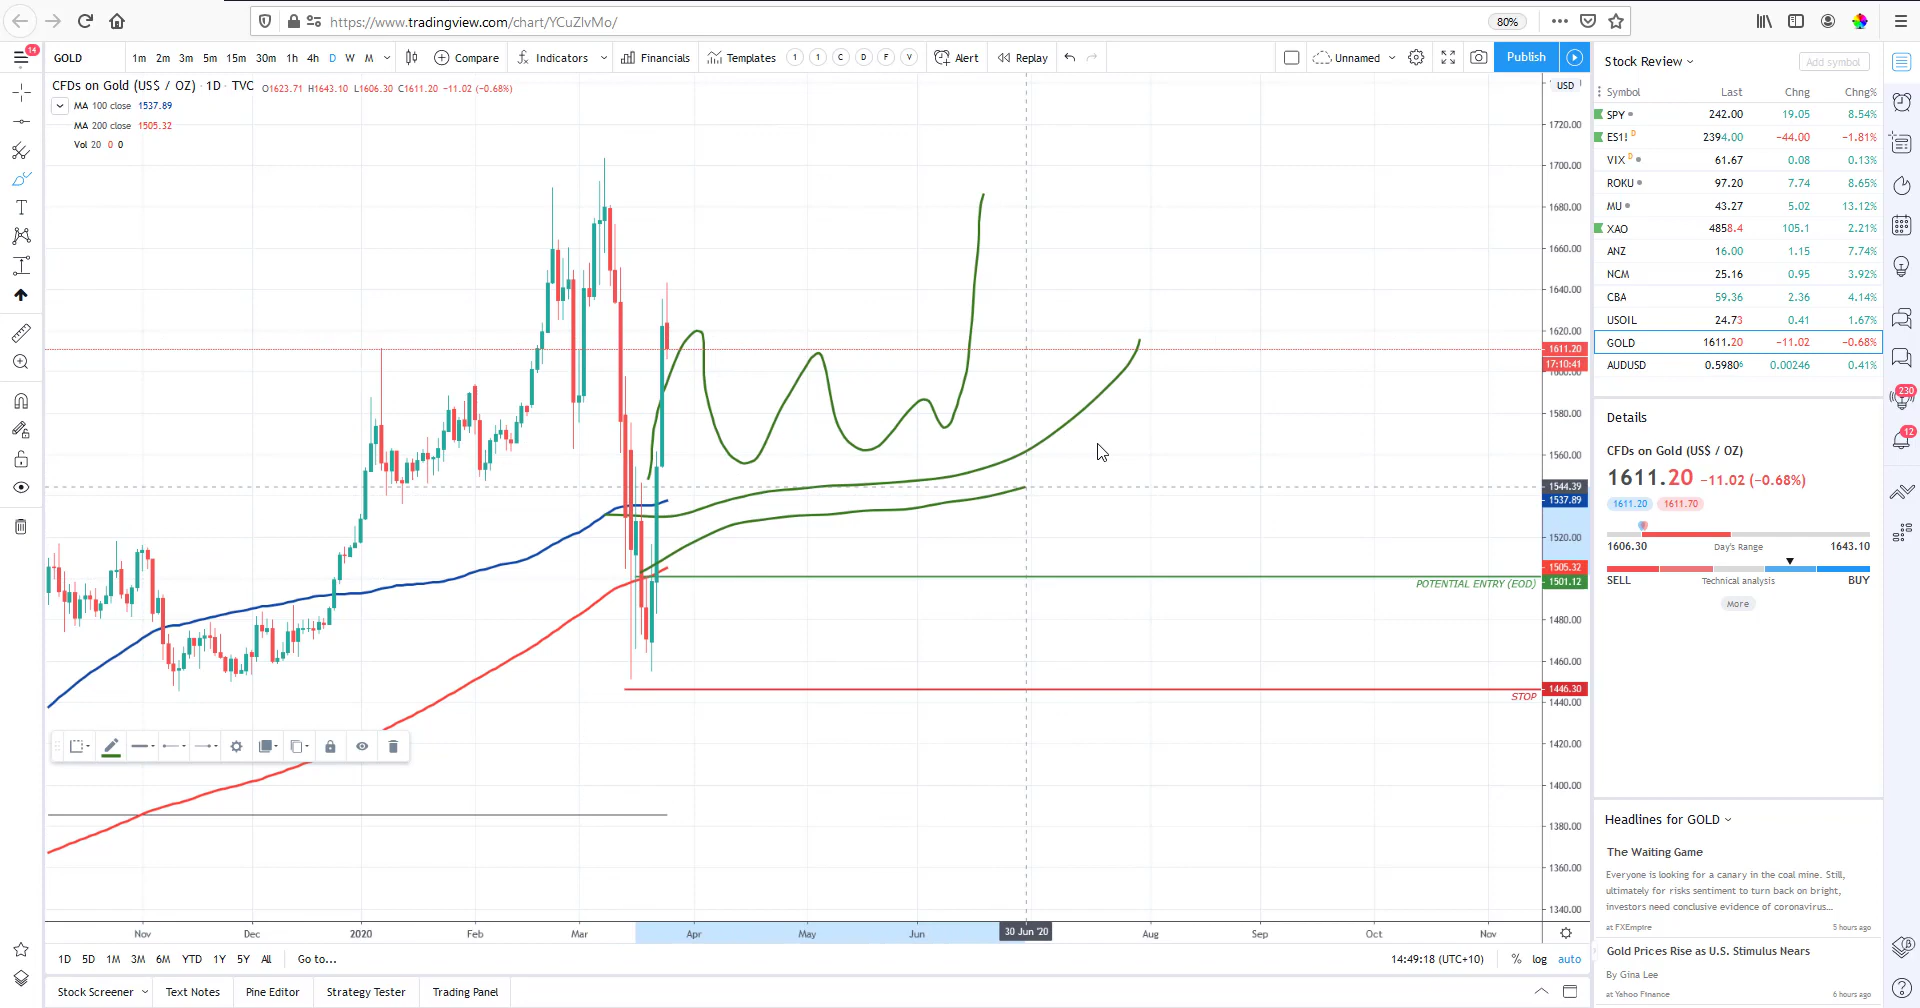 https://www.tradingview.com/chart/YCuZIvMo/
80%
14
GOLD 1m 2m 3m 5m 15m 30m 1h 4h D W M Compare Indicators Financials Templates 1 1 C D F V Alert Replay Unnamed Publish
CFDs on Gold (US$ / OZ) · 1D · TVC O1623.71 H1643.10 L1606.30 C1611.20 −11.02 (−0.68%)
MA 100 close 1537.89
MA 200 close 1505.32
Vol 20 0 0
USD
1720.00
1700.00
1680.00
1660.00
1640.00
1620.00
1611.20
17:10:41
1600.00
1580.00
1560.00
1544.39
1537.89
1520.00
1505.32
1501.12
POTENTIAL ENTRY (EOD)
1480.00
1460.00
1446.30
STOP
1440.00
1420.00
1400.00
1380.00
1360.00
1340.00
Nov Dec 2020 Feb Mar Apr May Jun 30 Jun '20 Aug Sep Oct Nov
1D 5D 1M 3M 6M YTD 1Y 5Y All Go to... 14:49:18 (UTC+10) % log auto
Stock Screener Text Notes Pine Editor Strategy Tester Trading Panel
Stock Review Add symbol
Symbol Last Chng Chng%
SPY 242.00 19.05 8.54%
ES1! D 2394.00 −44.00 −1.81%
VIX D 61.67 0.08 0.13%
ROKU 97.20 7.74 8.65%
MU 43.27 5.02 13.12%
XAO 4858.4 105.1 2.21%
ANZ 16.00 1.15 7.74%
NCM 25.16 0.95 3.92%
CBA 59.36 2.36 4.14%
USOIL 24.73 0.41 1.67%
GOLD 1611.20 −11.02 −0.68%
AUDUSD 0.5980⁶ 0.00246 0.41%
230
12
Details
CFDs on Gold (US$ / OZ)
1611.20 −11.02 (−0.68%)
1611.20 1611.70
1606.30 Day's Range 1643.10
SELL Technical analysis BUY
More
Headlines for GOLD
The Waiting Game
Everyone is looking for a canary in the coal mine. Still,
ultimately for risks sentiment to turn back on bright,
investors need conclusive evidence of coronavirus...
at FXEmpire 5 hours ago
Gold Prices Rise as U.S. Stimulus Nears
By Gina Lee
at Yahoo Finance 6 hours ago